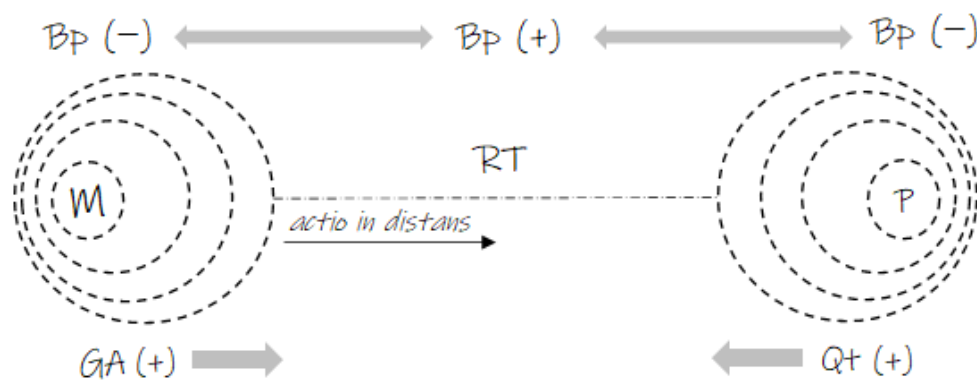 Bp (−) Bp (+) Bp (−)
RT
M P
actio in distans
GA (+) Qt (+)